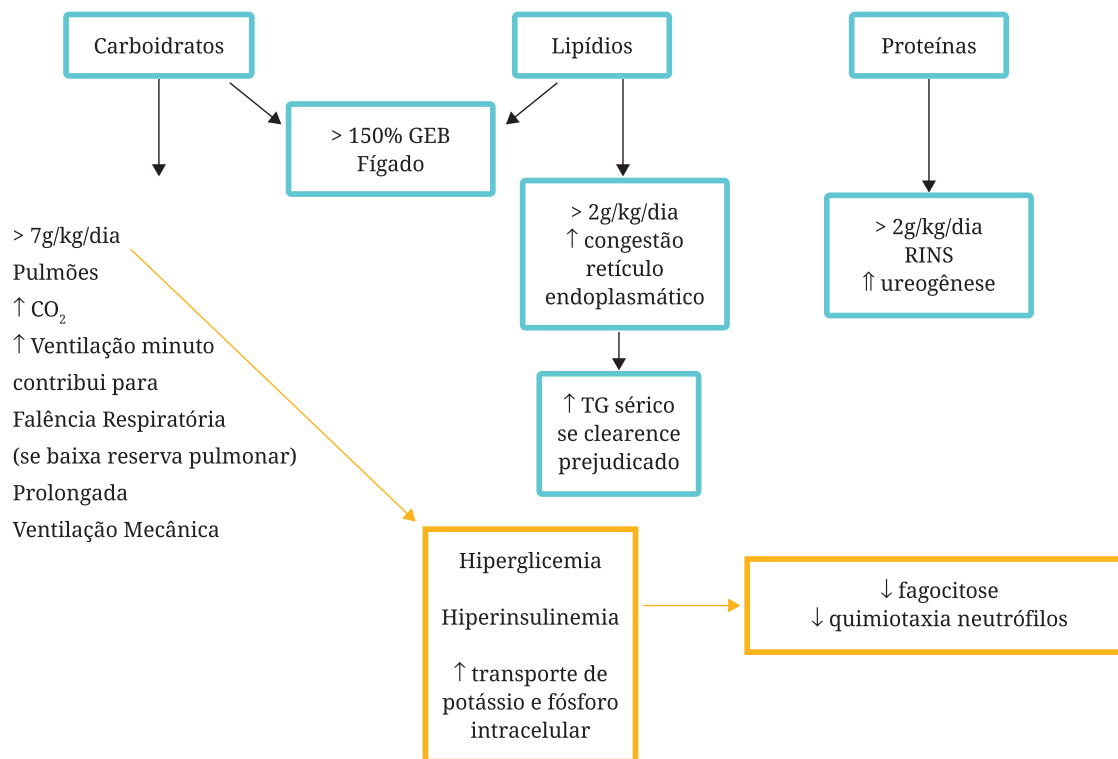 Carboidratos
Lipídios
Proteínas
> 150% GEB
Fígado
> 7g/kg/dia
Pulmões
↑ CO₂
↑ Ventilação minuto
contribui para
Falência Respiratória
(se baixa reserva pulmonar)
Prolongada
Ventilação Mecânica
> 2g/kg/dia
↑ congestão
retículo
endoplasmático
↑ TG sérico
se clearence
prejudicado
> 2g/kg/dia
RINS
⇑ ureogênese
Hiperglicemia
Hiperinsulinemia
↑ transporte de
potássio e fósforo
intracelular
↓ fagocitose
↓ quimiotaxia neutrófilos